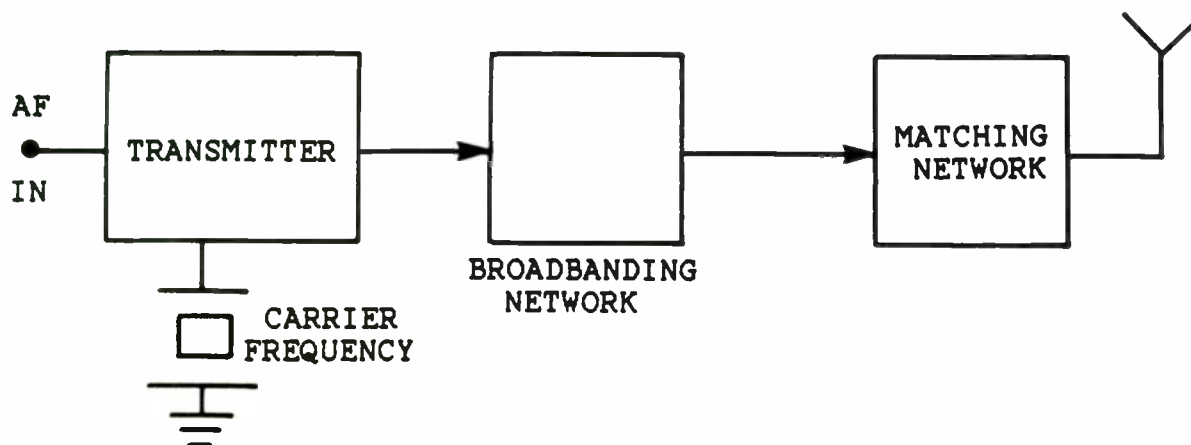 AF
IN
TRANSMITTER
CARRIER
FREQUENCY
BROADBANDING
NETWORK
MATCHING
NETWORK